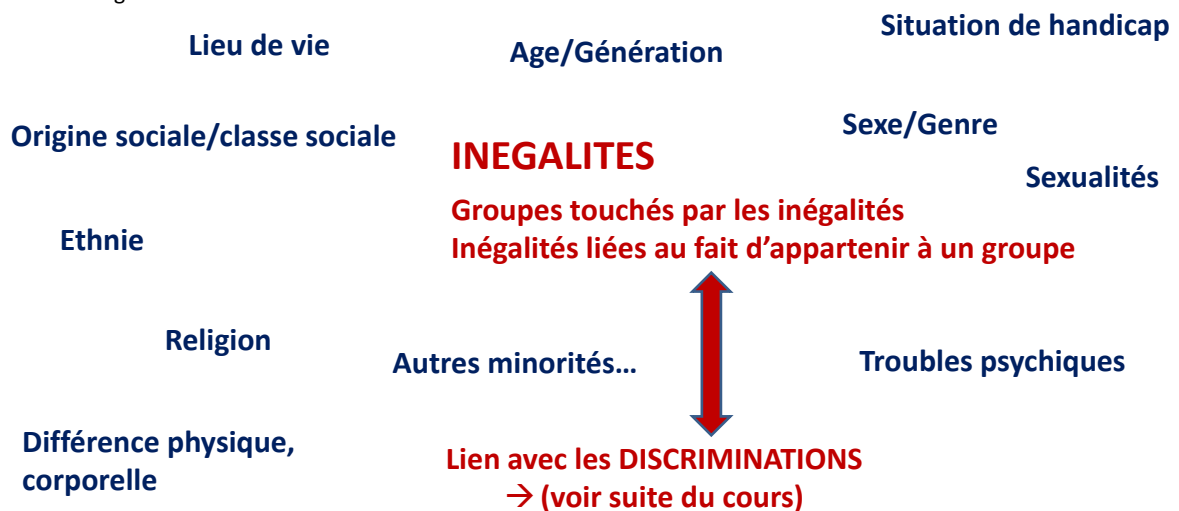 Situation de handicap
Lieu de vie
Age/Génération
Origine sociale/classe sociale
Sexe/Genre
INEGALITES
Sexualités
Groupes touchés par les inégalités
Ethnie
Inégalités liées au fait d'appartenir à un groupe
Religion
Autres minorités…
Troubles psychiques
Différence physique,
corporelle
Lien avec les DISCRIMINATIONS
→ (voir suite du cours)